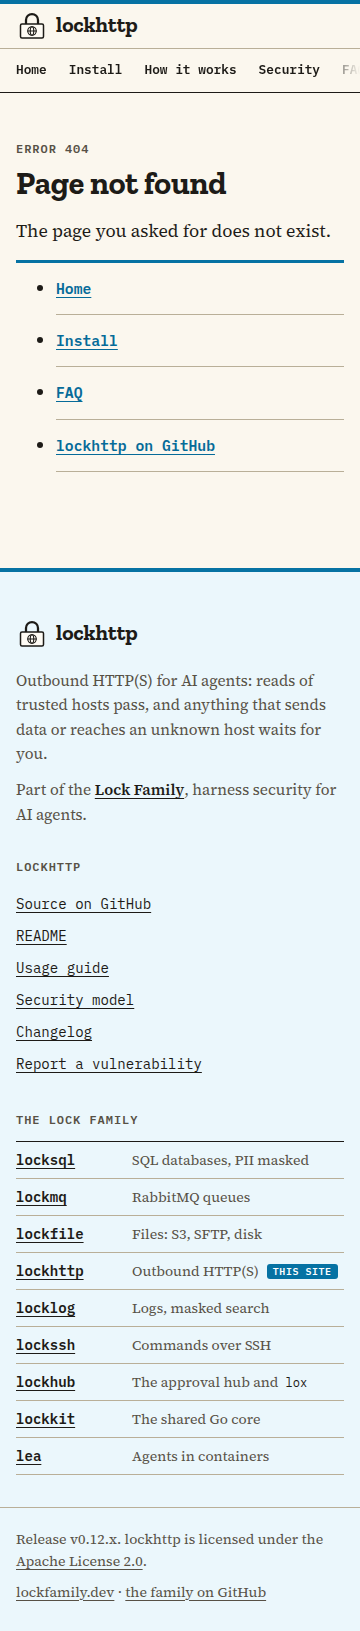 lockhttp
Home Install How it works Security FA
ERROR 404
Page not found
The page you asked for does not exist.
Home
Install
FAQ
lockhttp on GitHub
lockhttp
Outbound HTTP(S) for AI agents: reads of
trusted hosts pass, and anything that sends
data or reaches an unknown host waits for
you.
Part of the Lock Family, harness security for
AI agents.
LOCKHTTP
Source on GitHub
README
Usage guide
Security model
Changelog
Report a vulnerability
THE LOCK FAMILY
locksql SQL databases, PII masked
lockmq RabbitMQ queues
lockfile Files: S3, SFTP, disk
lockhttp Outbound HTTP(S) THIS SITE
locklog Logs, masked search
lockssh Commands over SSH
lockhub The approval hub and lox
lockkit The shared Go core
lea Agents in containers
Release v0.12.x. lockhttp is licensed under the
Apache License 2.0.
lockfamily.dev · the family on GitHub